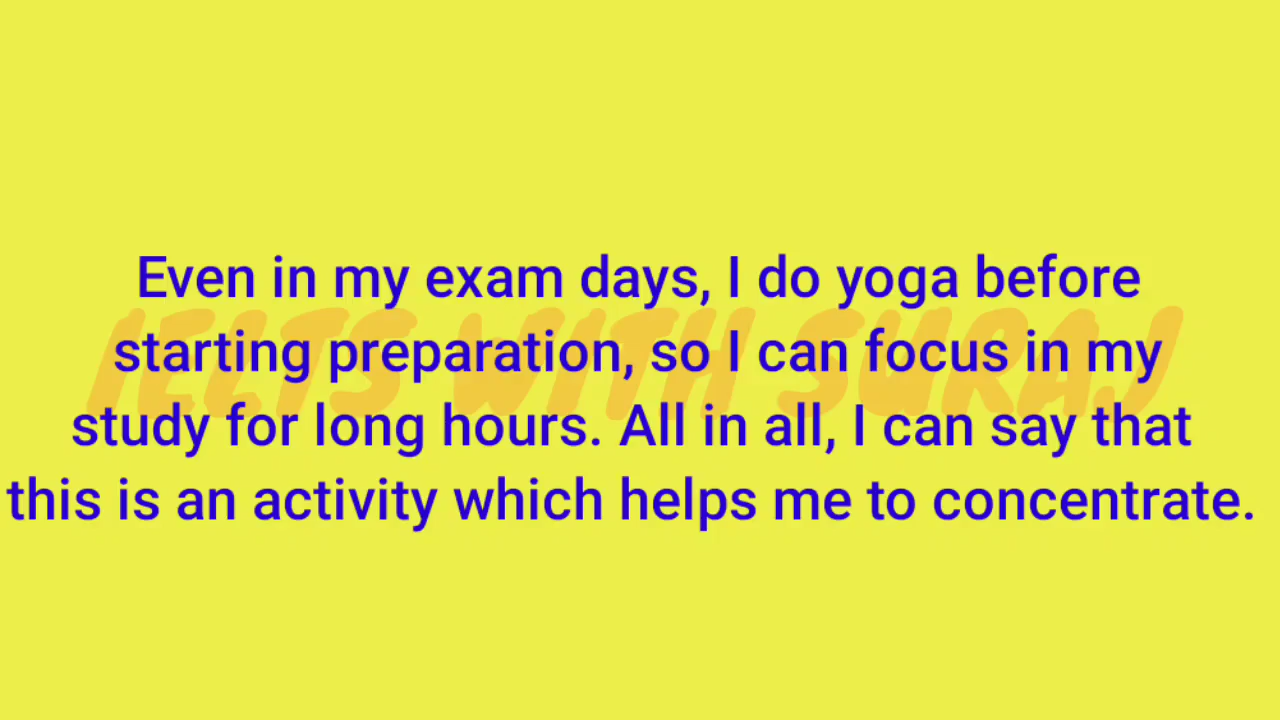 Even in my exam days, I do yoga before
starting preparation, so I can focus in my
study for long hours. All in all, I can say that
this is an activity which helps me to concentrate.
IELTS WITH SURAJ